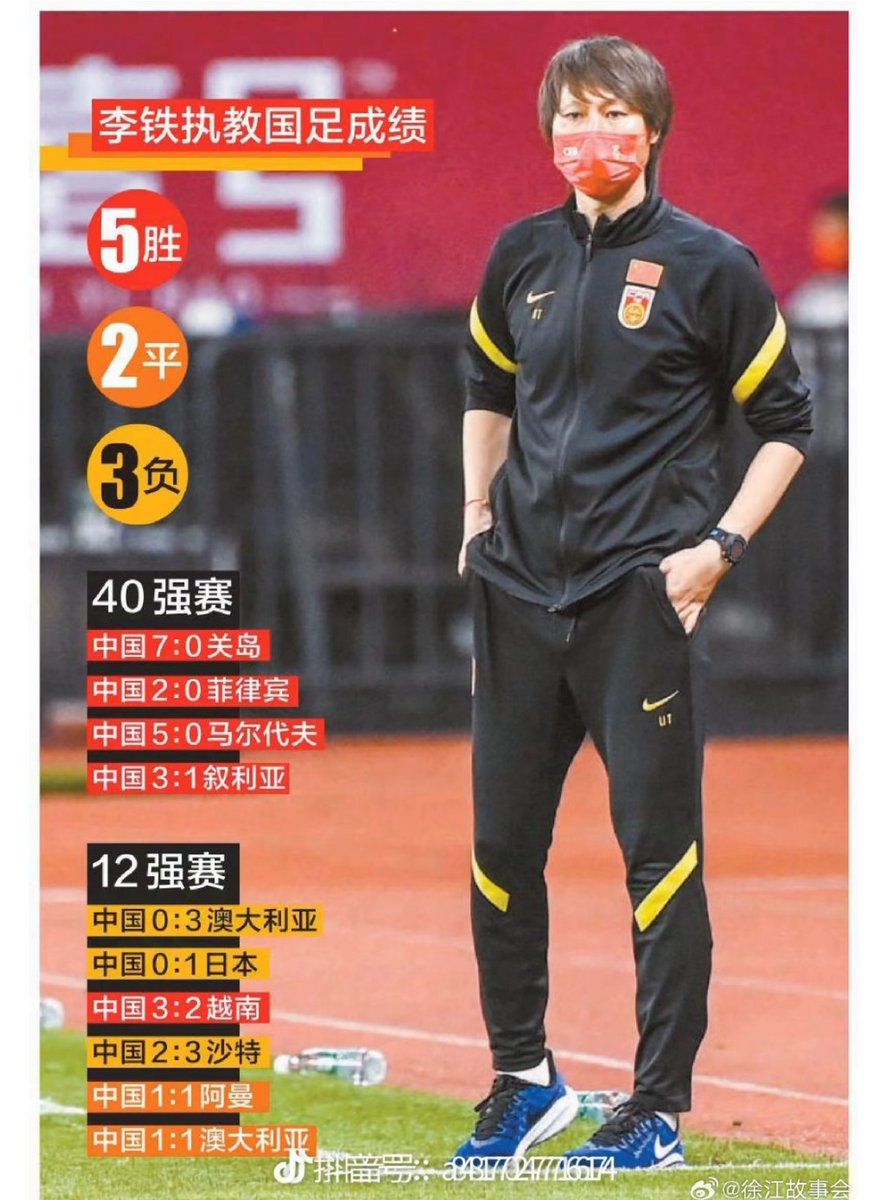 李铁执教国足成绩
5胜
2平
3负
40强赛
中国7:0关岛
中国2:0菲律宾
中国5:0马尔代夫
中国3:1叙利亚
12强赛
中国0:3澳大利亚
中国0:1日本
中国3:2越南
中国2:3沙特
中国1:1阿曼
中国1:1澳大利亚
UT
UT
@徐江故事会